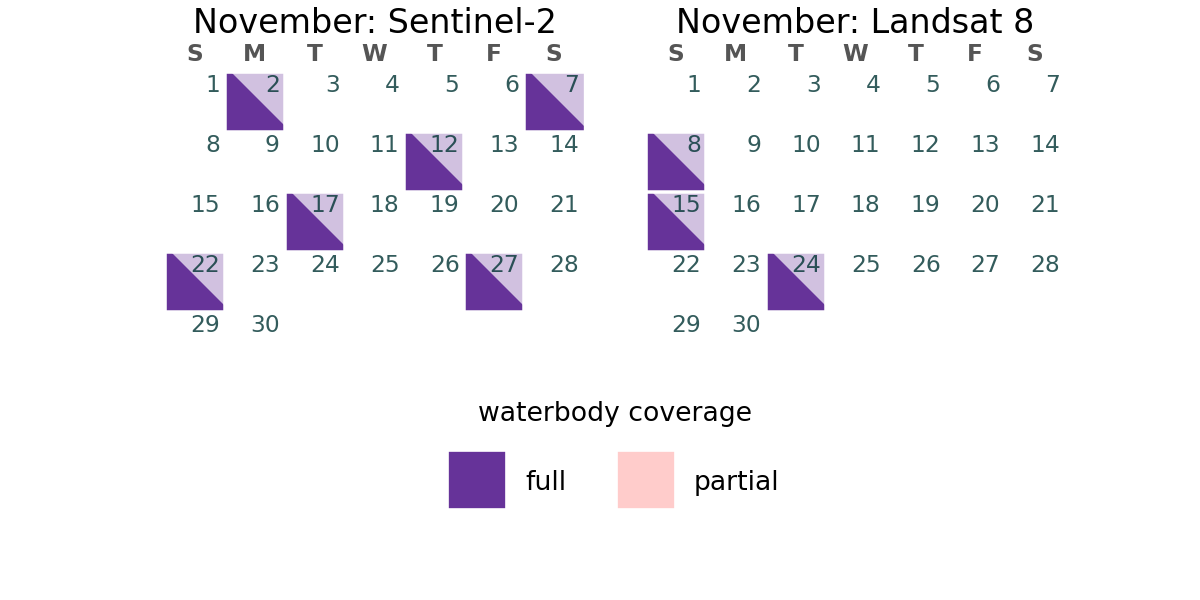 November: Sentinel-2
S M T W T F S
1 2 3 4 5 6 7
8 9 10 11 12 13 14
15 16 17 18 19 20 21
22 23 24 25 26 27 28
29 30
November: Landsat 8
S M T W T F S
1 2 3 4 5 6 7
8 9 10 11 12 13 14
15 16 17 18 19 20 21
22 23 24 25 26 27 28
29 30
waterbody coverage
full partial